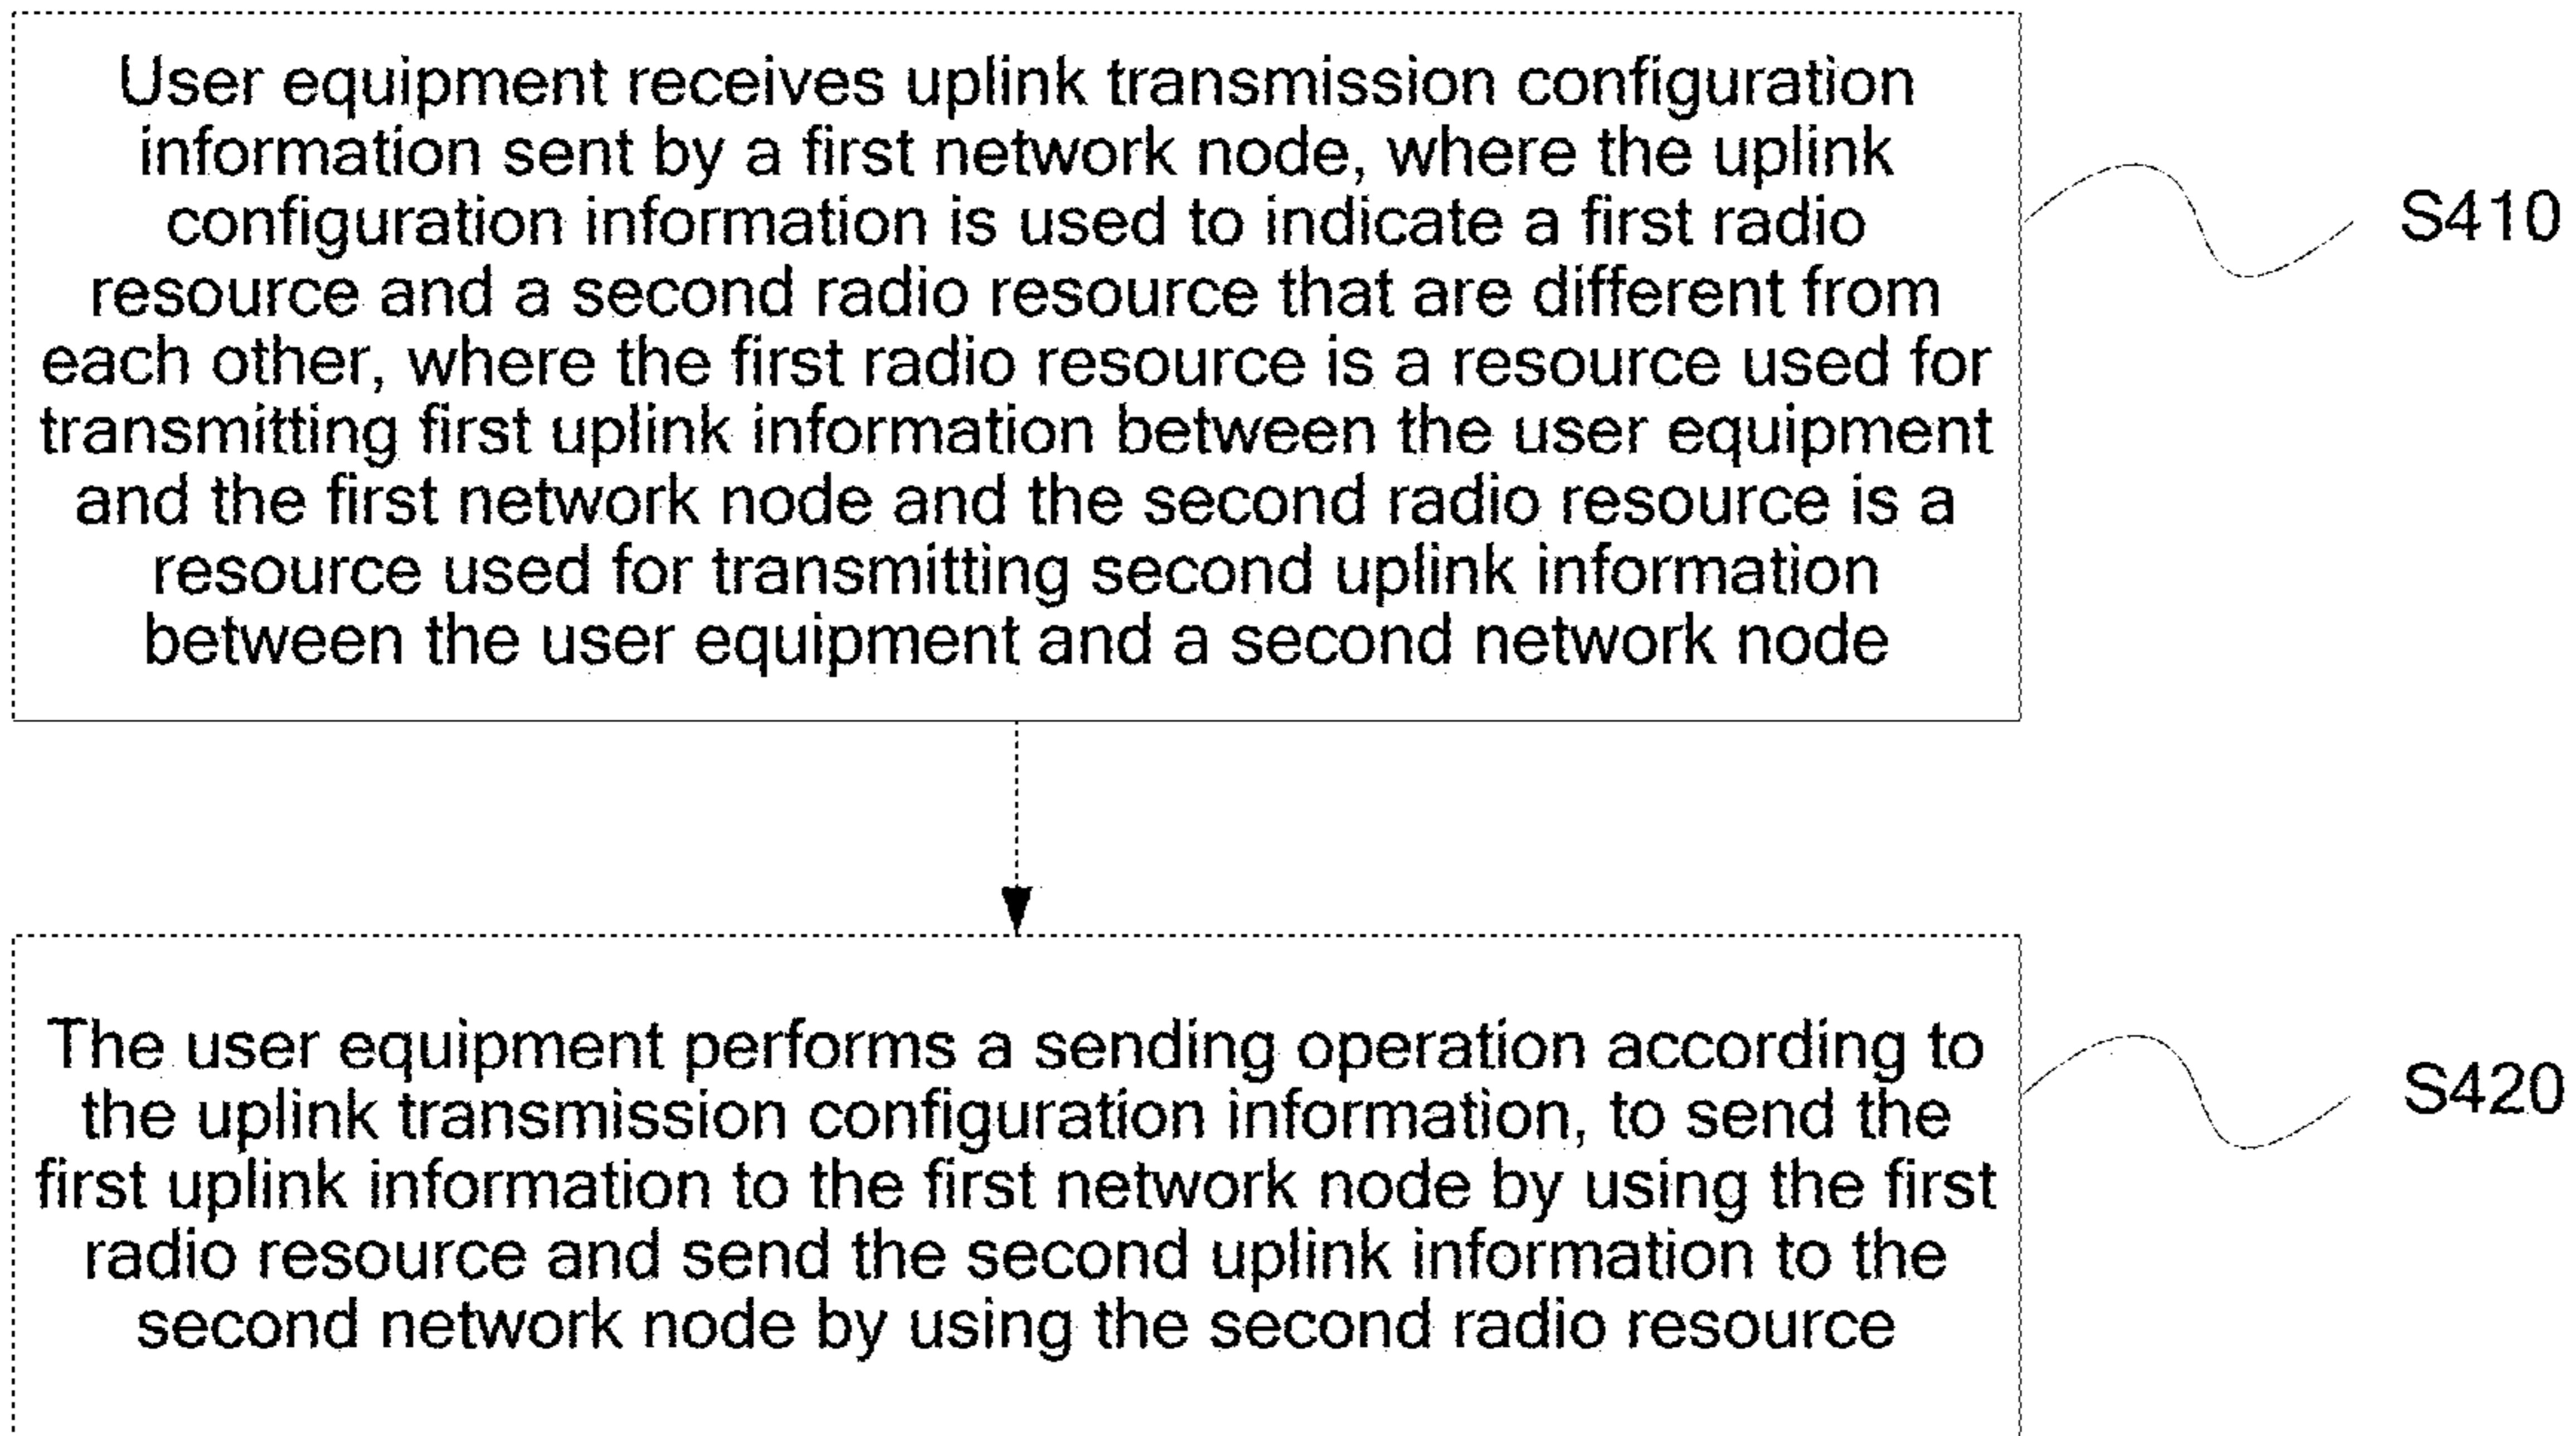 User equipment receives uplink transmission configuration
information sent by a first network node, where the uplink
configuration information is used to indicate a first radio
resource and a second radio resource that are different from
each other, where the first radio resource is a resource used for
transmitting first uplink information between the user equipment
and the first network node and the second radio resource is a
resource used for transmitting second uplink information
between the user equipment and a second network node
S410
The user equipment performs a sending operation according to
the uplink transmission configuration information, to send the
first uplink information to the first network node by using the first
radio resource and send the second uplink information to the
second network node by using the second radio resource
S420